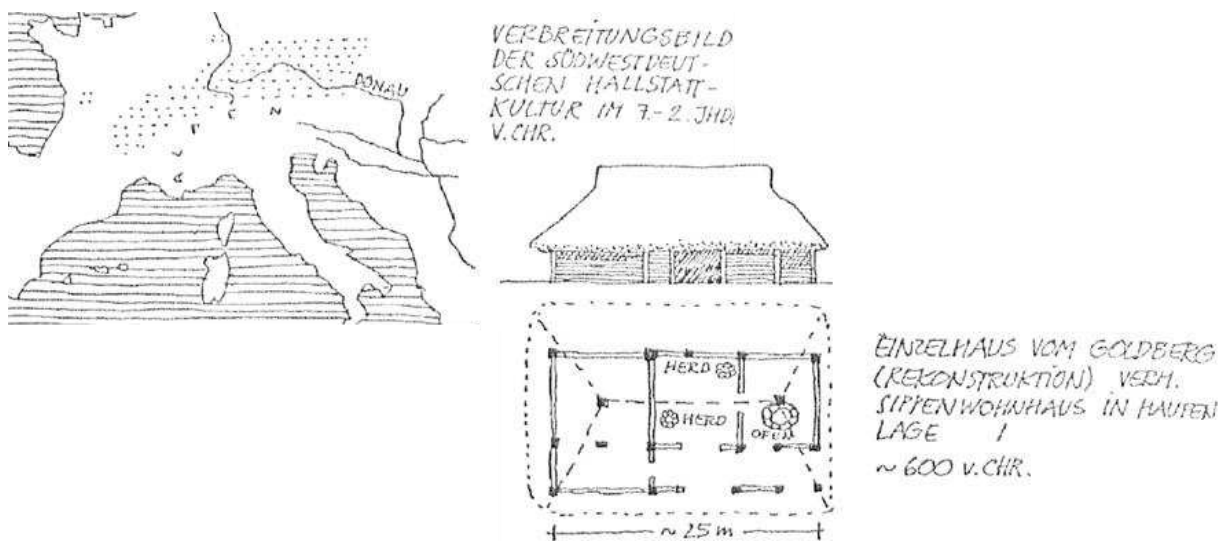 VERBREITUNGSBILD
DER SÜDWESTDEUT-
SCHEN HALLSTATT-
KULTUR IM 7.-2. JHD.
V.CHR.
DONAU
A L P E N
HERD
HERD
OFEN
~ 25 m
EINZELHAUS VOM GOLDBERG
(REKONSTRUKTION) VERM.
SIPPENWOHNHAUS IN HAUFEN
LAGE /
~ 600 V.CHR.